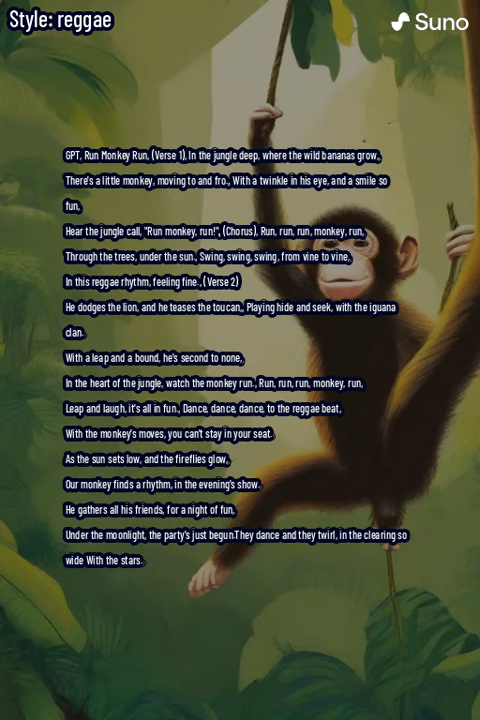 Style: reggae
Suno
GPT, Run Monkey Run, (Verse 1), In the jungle deep, where the wild bananas grow,,
There's a little monkey, moving to and fro., With a twinkle in his eye, and a smile so
fun,
Hear the jungle call, "Run monkey, run!", (Chorus), Run, run, run, monkey, run,
Through the trees, under the sun., Swing, swing, swing, from vine to vine,,
In this reggae rhythm, feeling fine., (Verse 2)
He dodges the lion, and he teases the toucan,, Playing hide and seek, with the iguana
clan.
With a leap and a bound, he's second to none,
In the heart of the jungle, watch the monkey run., Run, run, run, monkey, run,
Leap and laugh, it's all in fun., Dance, dance, dance, to the reggae beat,
With the monkey's moves, you can't stay in your seat.
As the sun sets low, and the fireflies glow,
Our monkey finds a rhythm, in the evening's show.
He gathers all his friends, for a night of fun,
Under the moonlight, the party's just begun.They dance and they twirl, in the clearing so
wide With the stars.